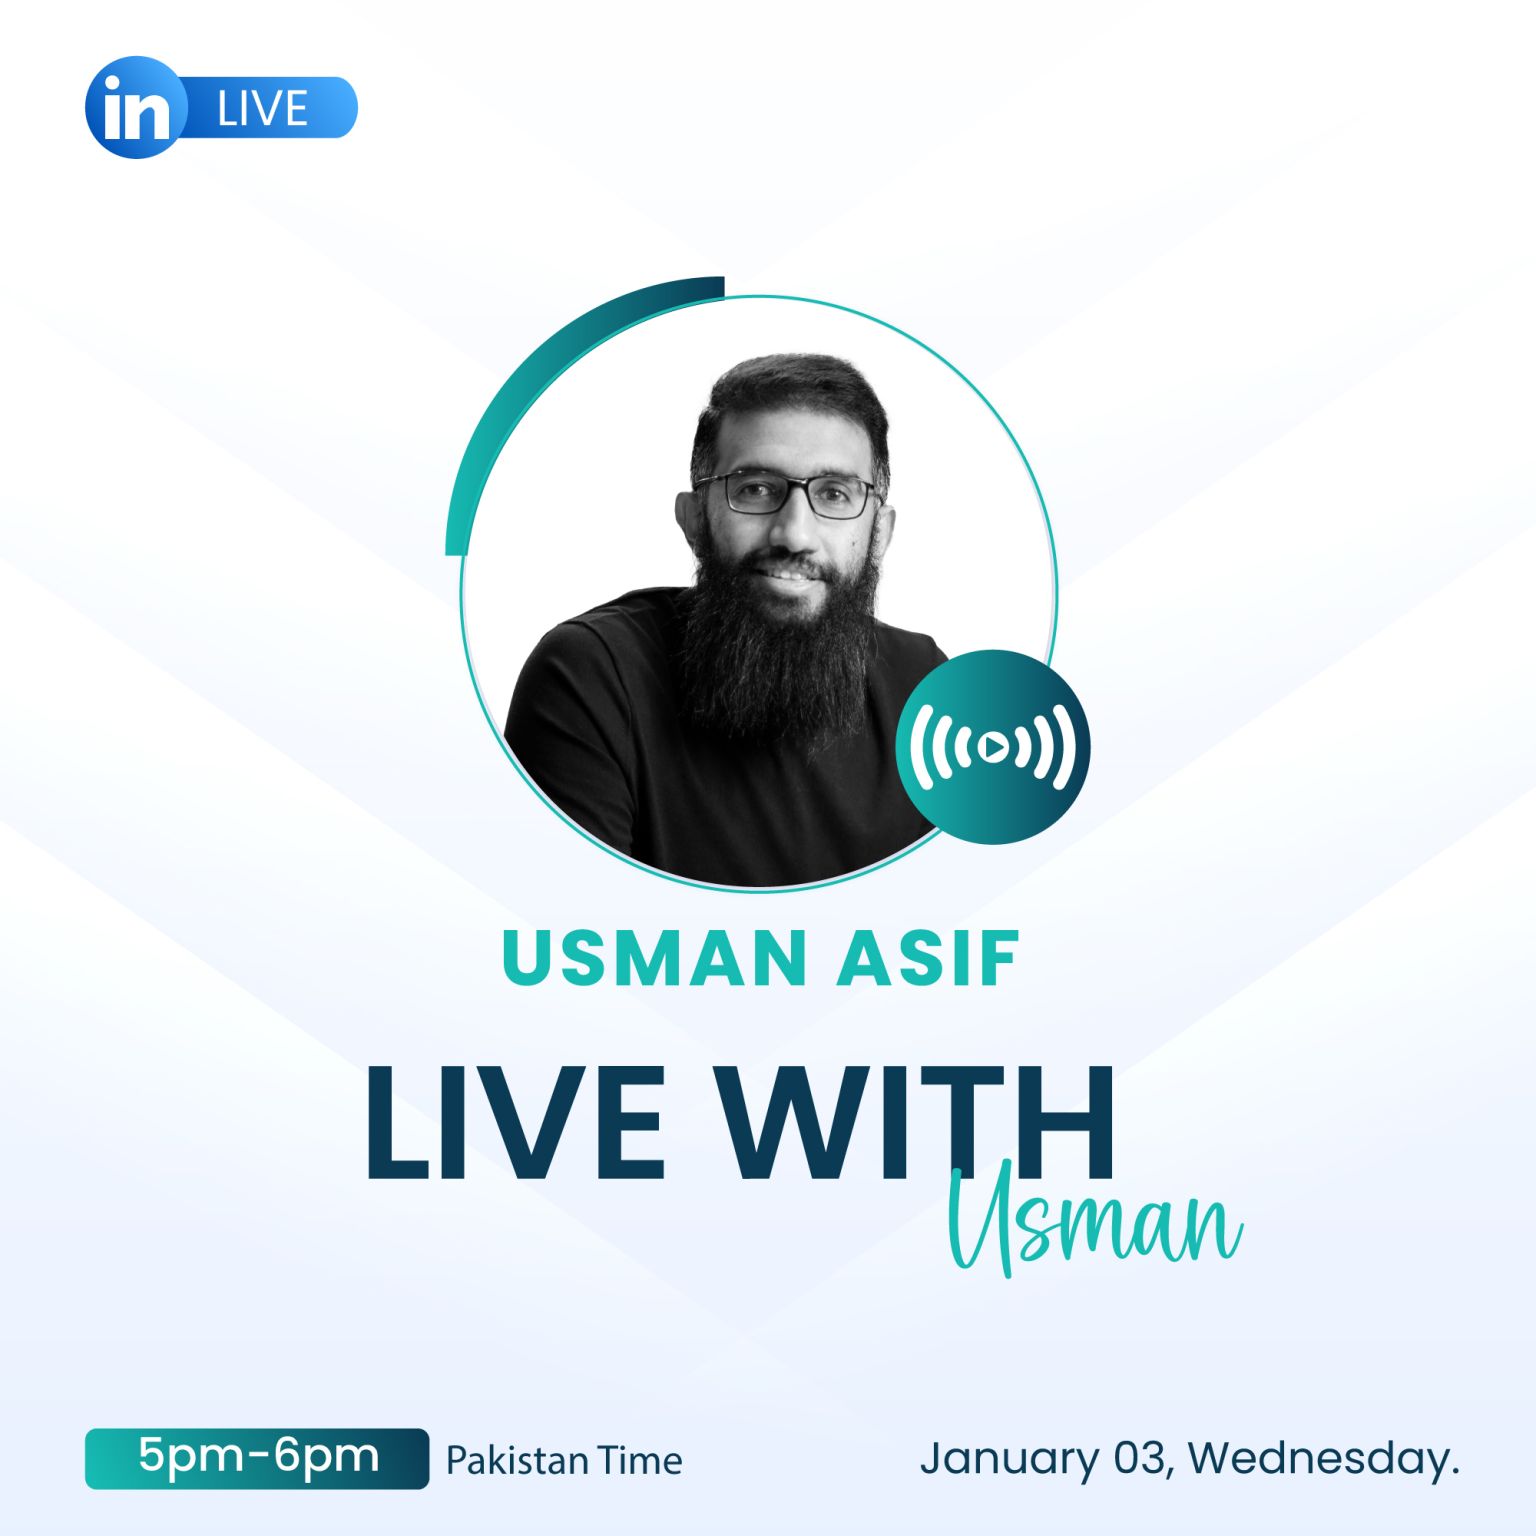 in LIVE
USMAN ASIF
LIVE WITH
Usman
5pm-6pm Pakistan Time
January 03, Wednesday.